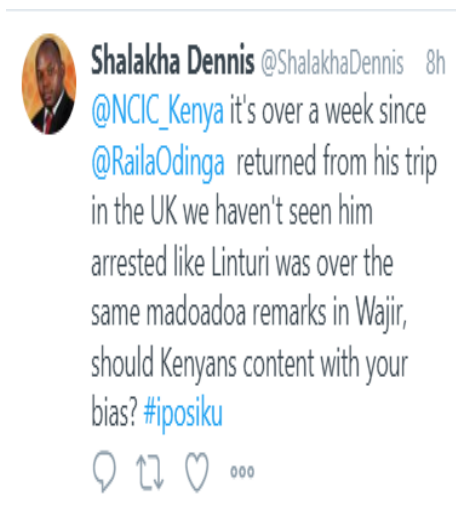 Shalakha Dennis @ShalakhaDennis 8h
@NCIC_Kenya it's over a week since
@RailaOdinga returned from his trip
in the UK we haven't seen him
arrested like Linturi was over the
same madoadoa remarks in Wajir,
should Kenyans content with your
bias? #iposiku